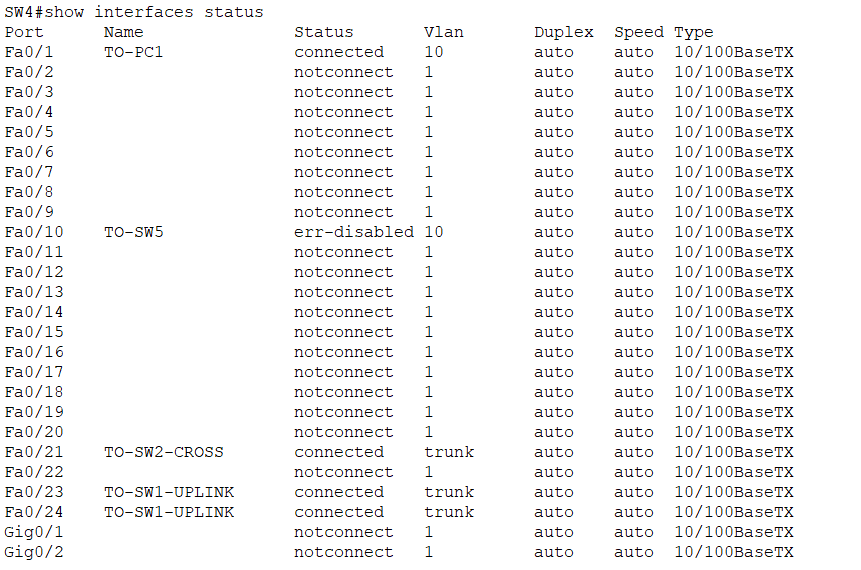 SW4#show interfaces status
Port      Name               Status       Vlan       Duplex  Speed Type
Fa0/1     TO-PC1             connected    10         auto    auto  10/100BaseTX
Fa0/2                        notconnect   1          auto    auto  10/100BaseTX
Fa0/3                        notconnect   1          auto    auto  10/100BaseTX
Fa0/4                        notconnect   1          auto    auto  10/100BaseTX
Fa0/5                        notconnect   1          auto    auto  10/100BaseTX
Fa0/6                        notconnect   1          auto    auto  10/100BaseTX
Fa0/7                        notconnect   1          auto    auto  10/100BaseTX
Fa0/8                        notconnect   1          auto    auto  10/100BaseTX
Fa0/9                        notconnect   1          auto    auto  10/100BaseTX
Fa0/10    TO-SW5             err-disabled 10         auto    auto  10/100BaseTX
Fa0/11                       notconnect   1          auto    auto  10/100BaseTX
Fa0/12                       notconnect   1          auto    auto  10/100BaseTX
Fa0/13                       notconnect   1          auto    auto  10/100BaseTX
Fa0/14                       notconnect   1          auto    auto  10/100BaseTX
Fa0/15                       notconnect   1          auto    auto  10/100BaseTX
Fa0/16                       notconnect   1          auto    auto  10/100BaseTX
Fa0/17                       notconnect   1          auto    auto  10/100BaseTX
Fa0/18                       notconnect   1          auto    auto  10/100BaseTX
Fa0/19                       notconnect   1          auto    auto  10/100BaseTX
Fa0/20                       notconnect   1          auto    auto  10/100BaseTX
Fa0/21    TO-SW2-CROSS       connected    trunk      auto    auto  10/100BaseTX
Fa0/22                       notconnect   1          auto    auto  10/100BaseTX
Fa0/23    TO-SW1-UPLINK      connected    trunk      auto    auto  10/100BaseTX
Fa0/24    TO-SW1-UPLINK      connected    trunk      auto    auto  10/100BaseTX
Gig0/1                       notconnect   1          auto    auto  10/100BaseTX
Gig0/2                       notconnect   1          auto    auto  10/100BaseTX